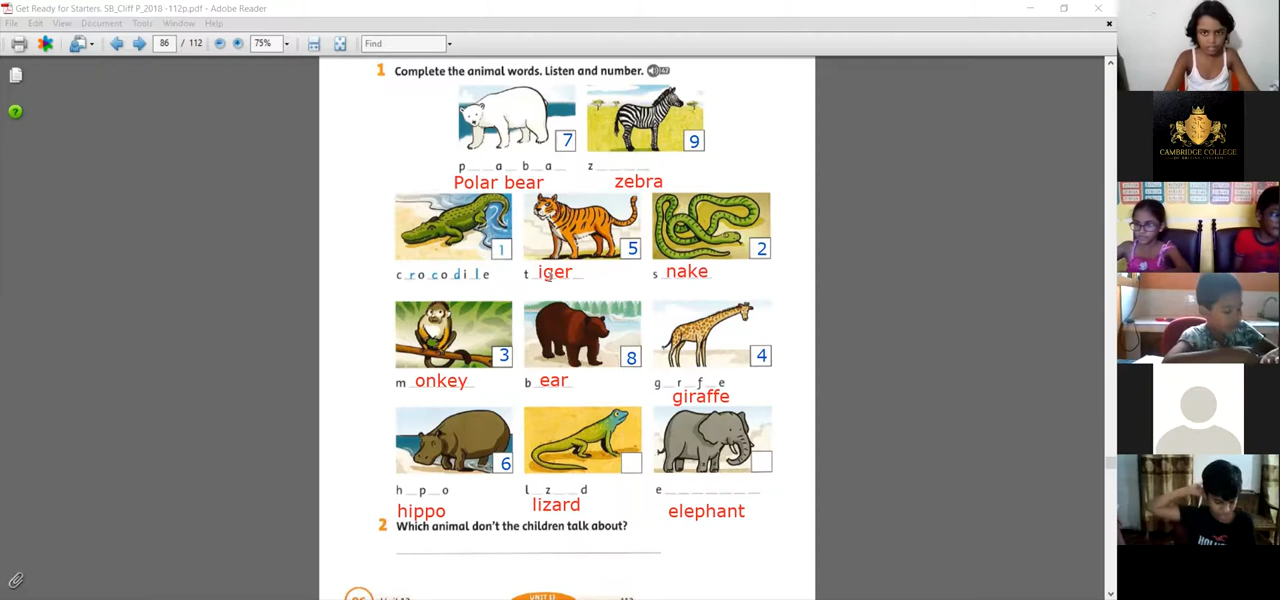 Get Ready for Starters. SB_Cliff P_2018 -112p.pdf - Adobe Reader
File Edit View Document Tools Window Help
86 / 112 75% Find
1 Complete the animal words. Listen and number.
7 9
p _ _ a _ b _ a _ z _ _ _ _
Polar bear zebra
1 5 2
c r o c o d i l e t iger s nake
3 8 4
m onkey b ear g _ r _ f _ e
giraffe
6
h _ p _ o l _ z _ _ d e _ _ _ _ _ _ _
hippo lizard elephant
2 Which animal don't the children talk about?
CAMBRIDGE COLLEGE
UNIT 13